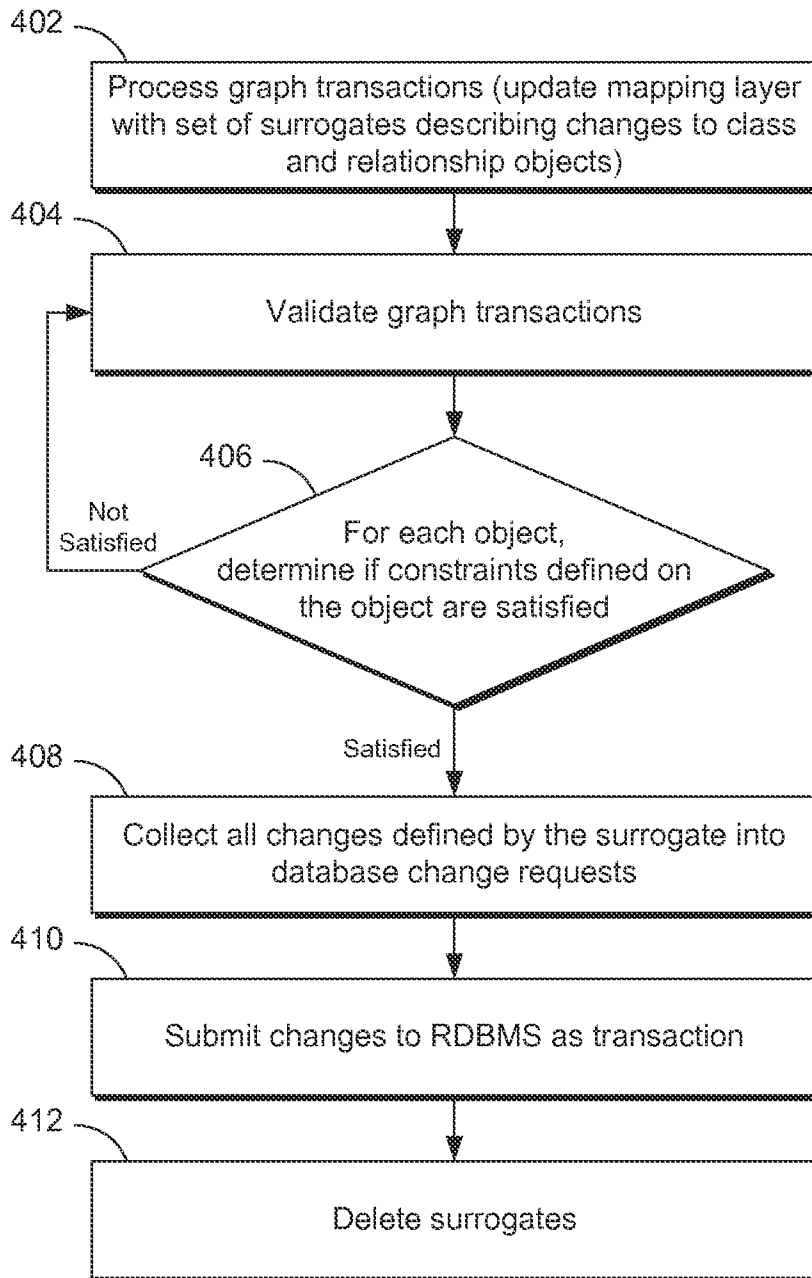 402
Process graph transactions (update mapping layer
with set of surrogates describing changes to class
and relationship objects)
404
Validate graph transactions
406
Not
Satisfied
For each object,
determine if constraints defined on
the object are satisfied
Satisfied
408
Collect all changes defined by the surrogate into
database change requests
410
Submit changes to RDBMS as transaction
412
Delete surrogates